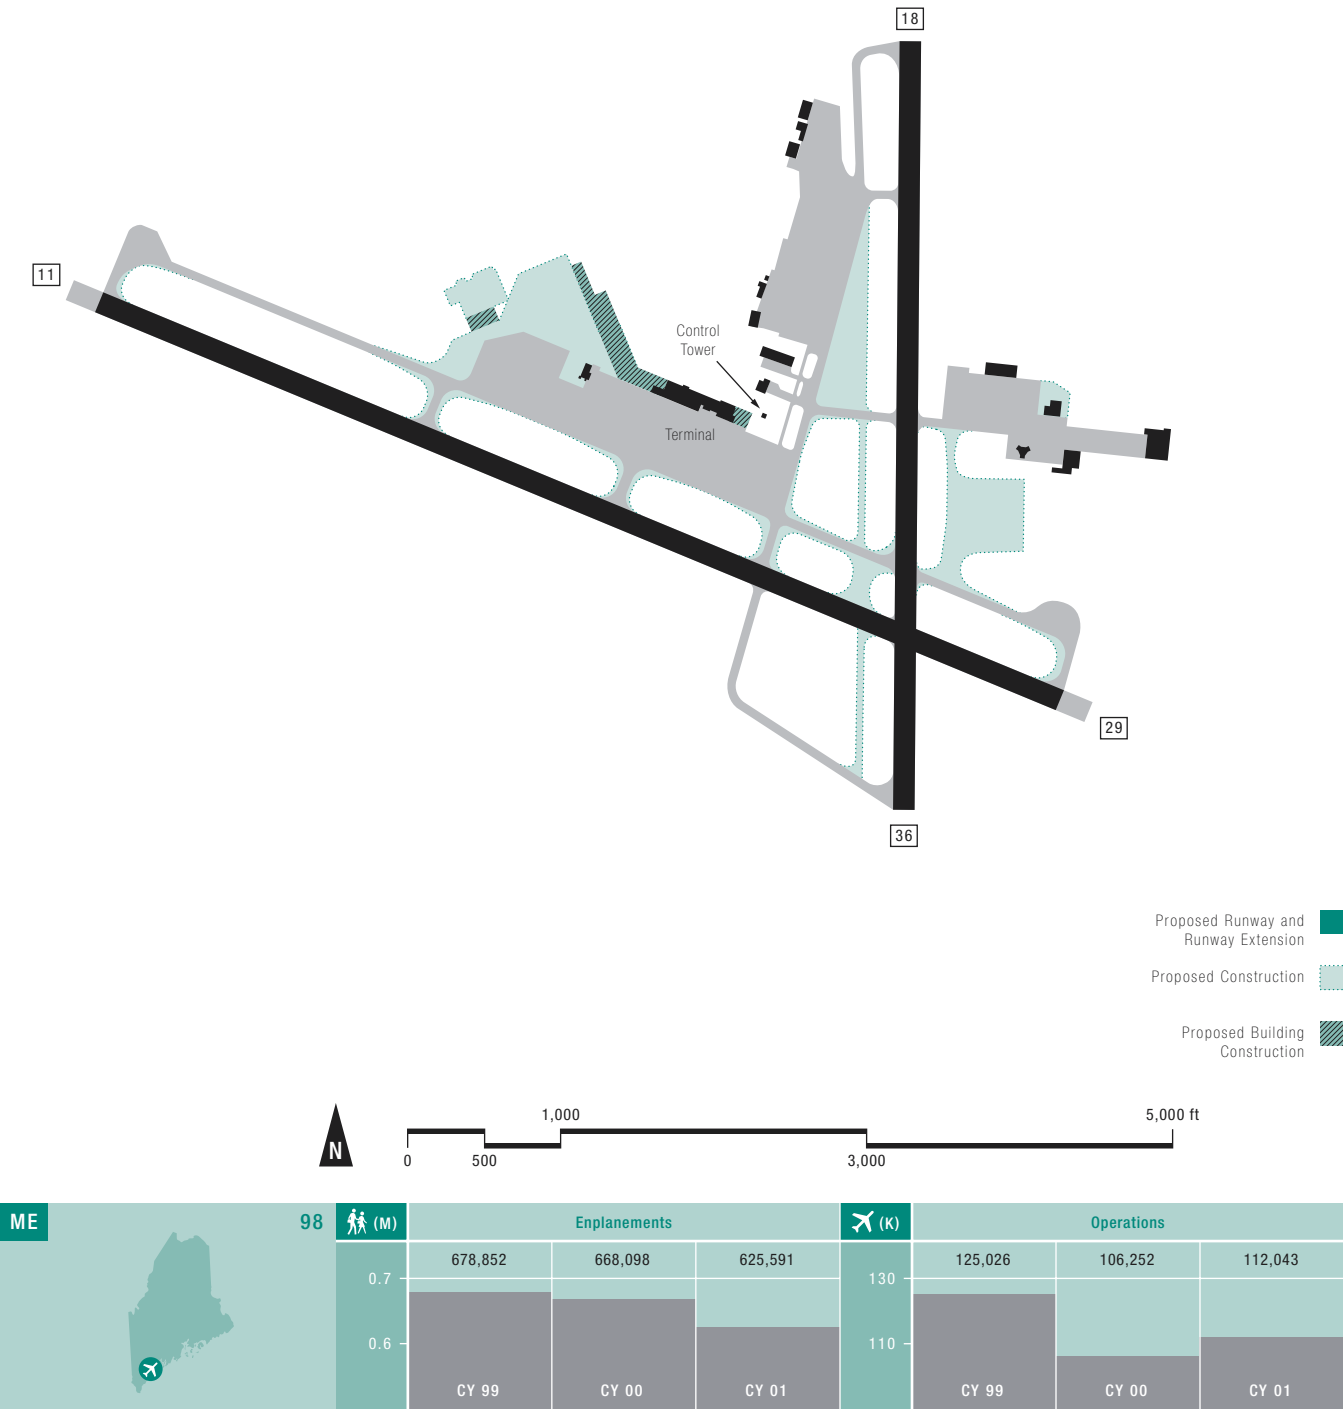 18
11
Control
Tower
Terminal
29
36
Proposed Runway and
Runway Extension
Proposed Construction
Proposed Building
Construction
1,000
5,000 ft
N
0
500
3,000
ME
98
(M)
Enplanements
(K)
Operations
678,852
668,098
625,591
125,026
106,252
112,043
0.7
130
0.6
110
CY 99
CY 00
CY 01
CY 99
CY 00
CY 01